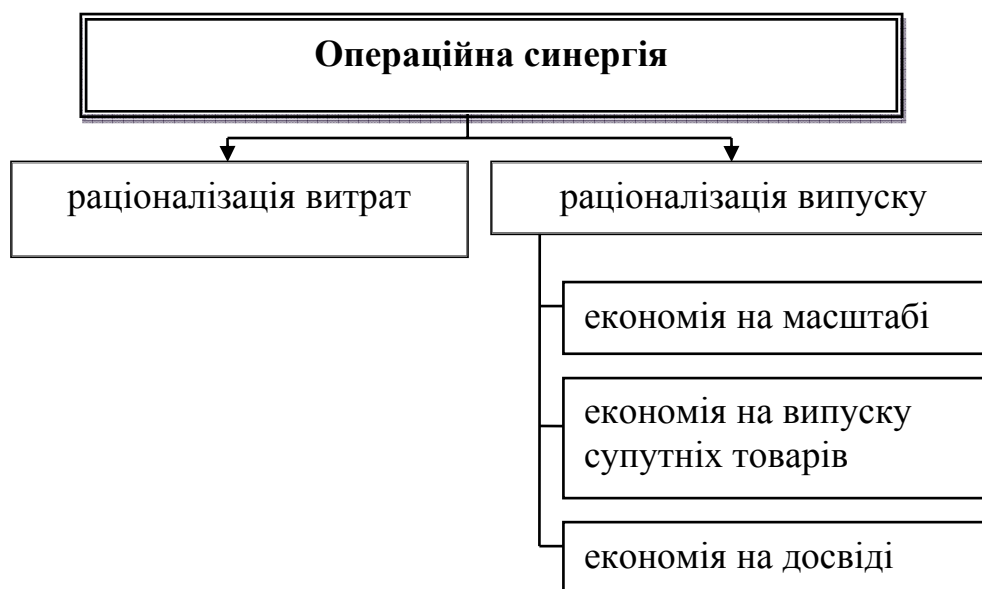 Операційна синергія
раціоналізація витрат
раціоналізація випуску
економія на масштабі
економія на випуску
супутніх товарів
економія на досвіді